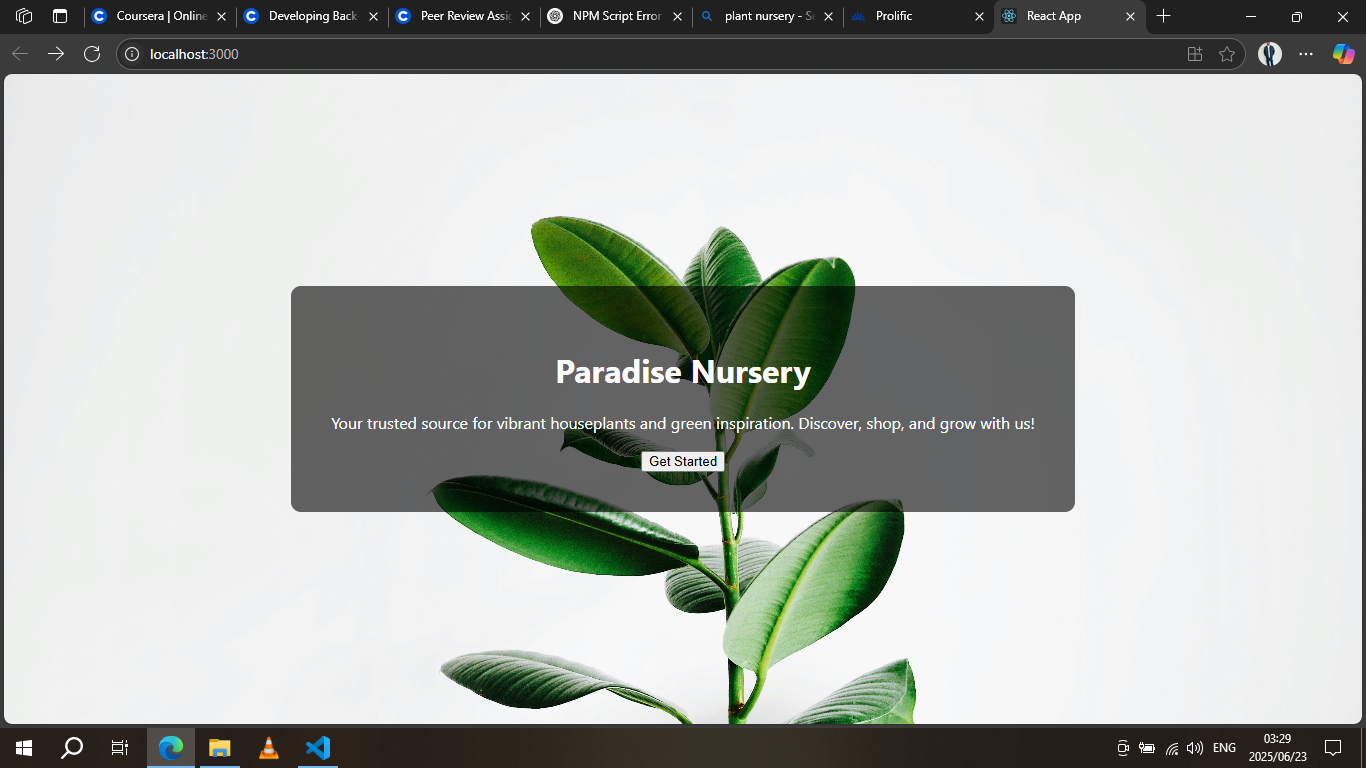 Coursera | Online
Developing Back-
Peer Review Assig
NPM Script Error
plant nursery - Se
Prolific
React App
localhost:3000
Paradise Nursery
Your trusted source for vibrant houseplants and green inspiration. Discover, shop, and grow with us!
Get Started
ENG
03:29
2025/06/23